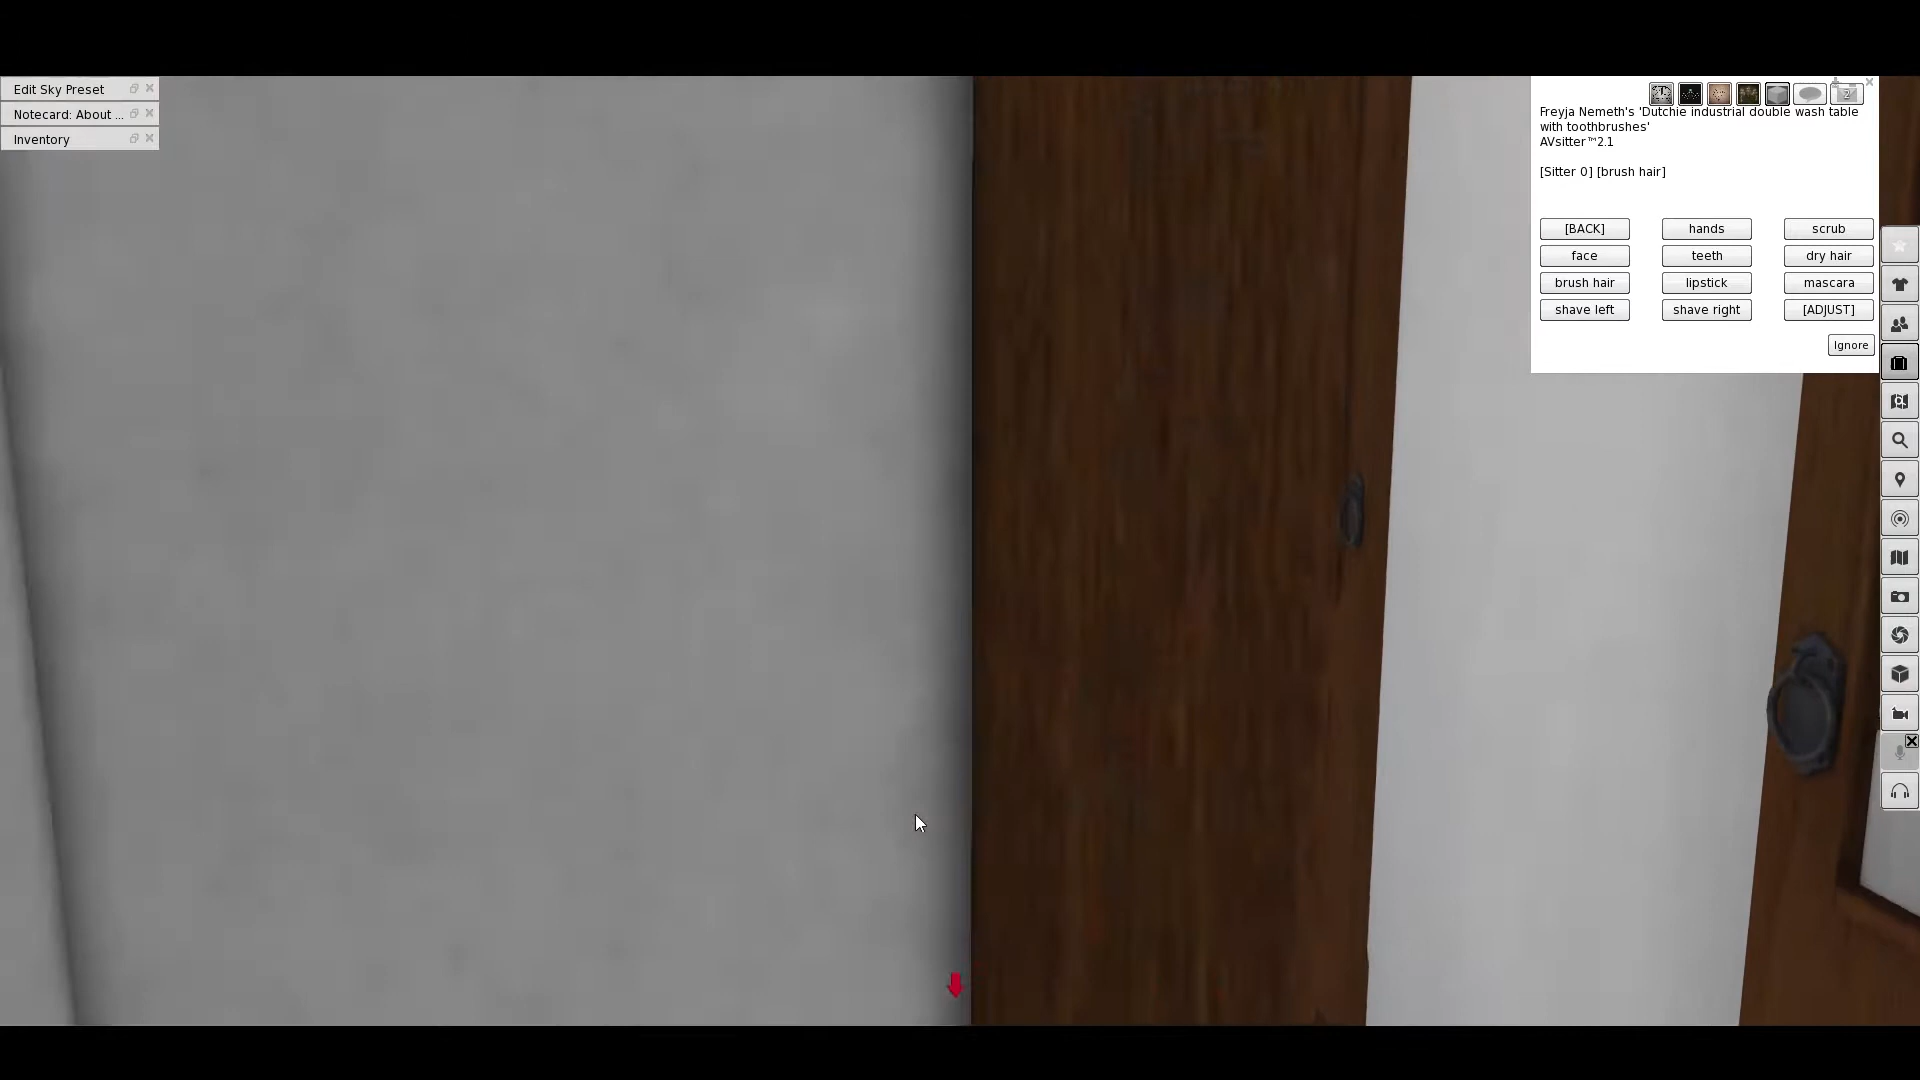 Edit Sky Preset
Notecard: About ...
Inventory
2
Freyja Nemeth's 'Dutchie industrial double wash table
with toothbrushes'
AVsitter™2.1
[Sitter 0] [brush hair]
[BACK] hands scrub
face teeth dry hair
brush hair lipstick mascara
shave left shave right [ADJUST]
Ignore